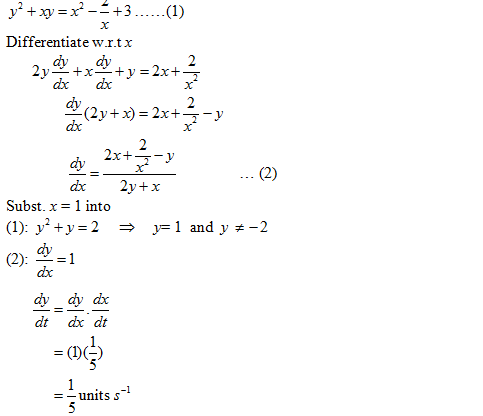 y² + xy = x² − 2/x + 3 ......(1)
Differentiate w.r.t x
2y dy/dx + x dy/dx + y = 2x + 2/x²
dy/dx (2y + x) = 2x + 2/x² − y
dy/dx = (2x + 2/x² − y)/(2y + x) ... (2)
Subst. x = 1 into
(1): y² + y = 2 ⇒ y = 1 and y ≠ −2
(2): dy/dx = 1
dy/dt = dy/dx . dx/dt
= (1)(1/5)
= 1/5 units s⁻¹